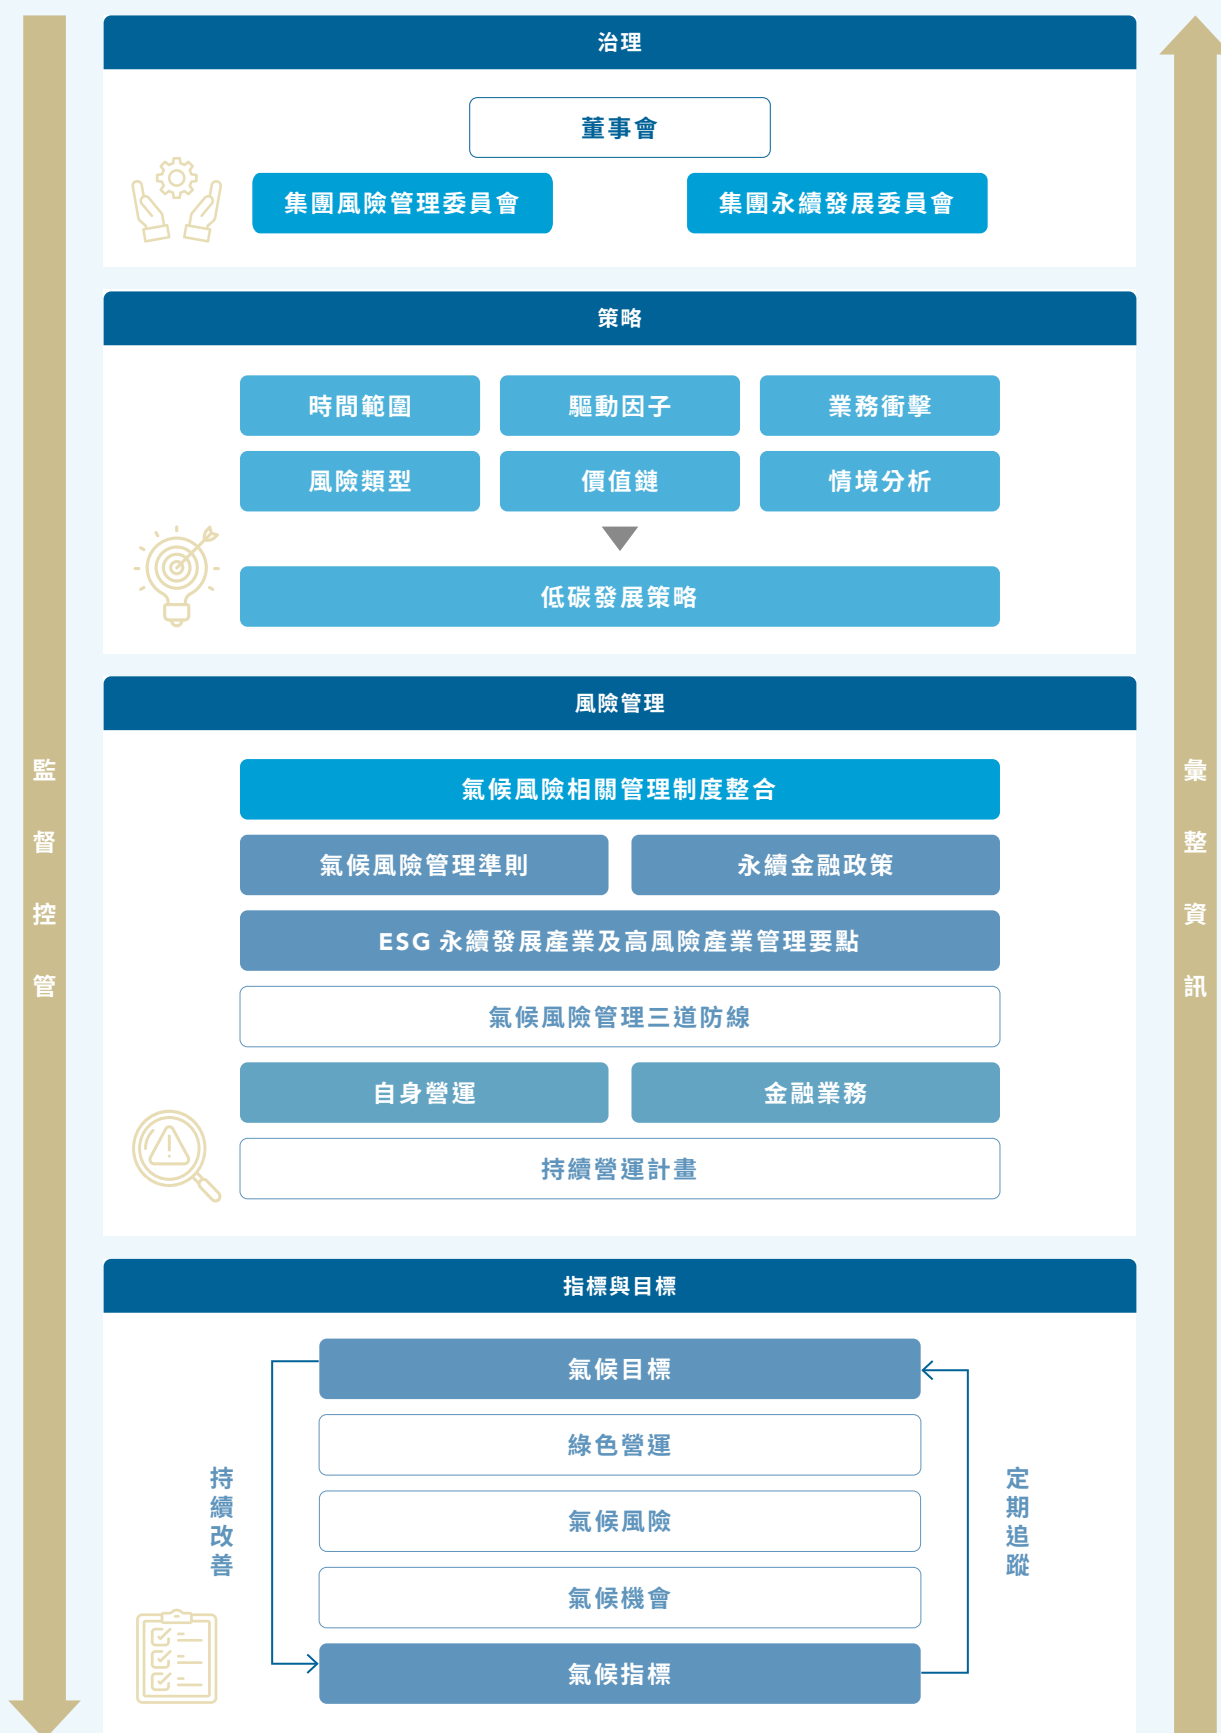 治理
董事會
集團風險管理委員會
集團永續發展委員會
策略
時間範圍
驅動因子
業務衝擊
風險類型
價值鏈
情境分析
低碳發展策略
風險管理
氣候風險相關管理制度整合
氣候風險管理準則
永續金融政策
ESG 永續發展產業及高風險產業管理要點
氣候風險管理三道防線
自身營運
金融業務
持續營運計畫
指標與目標
氣候目標
綠色營運
氣候風險
氣候機會
氣候指標
持續改善
定期追蹤
監督控管
彙整資訊